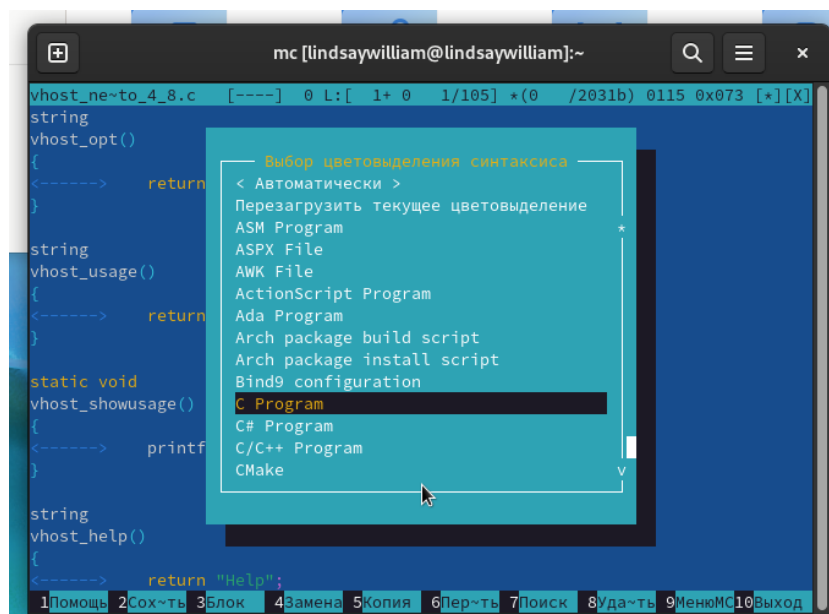 mc [lindsaywilliam@lindsaywilliam]:~
vhost_ne~to_4_8.c [----] 0 L:[ 1+ 0 1/105] *(0 /2031b) 0115 0x073 [*][X]
string
vhost_opt()
{
<------> return
}
string
vhost_usage()
{
<------> return
}
static void
vhost_showusage()
{
<------> printf
}
string
vhost_help()
{
<------> return "Help";
Выбор цветовыделения синтаксиса
< Автоматически >
Перезагрузить текущее цветовыделение
ASM Program
ASPX File
AWK File
ActionScript Program
Ada Program
Arch package build script
Arch package install script
Bind9 configuration
C Program
C# Program
C/C++ Program
CMake
1Помощь 2Сох~ть 3Блок 4Замена 5Копия 6Пер~ть 7Поиск 8Уда~ть 9МенюMC 10Выход